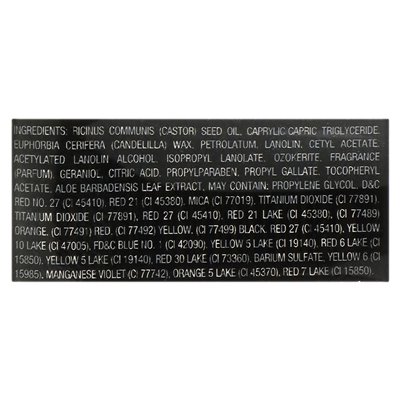 INGREDIENTS: RICINUS COMMUNIS (CASTOR) SEED OIL, CAPRYLIC CAPRIC TRIGLYCERIDE,
EUPHORBIA CERIFERA (CANDELILLA) WAX, PETROLATUM, LANOLIN, CETYL ACETATE,
ACETYLATED LANOLIN ALCOHOL, ISOPROPYL LANOLATE, OZOKERITE, FRAGRANCE
(PARFUM), GERANIOL, CITRIC ACID, PROPYLPARABEN, PROPYL GALLATE, TOCOPHERYL
ACETATE, ALOE BARBADENSIS LEAF EXTRACT, MAY CONTAIN: PROPYLENE GLYCOL, D&C
RED NO. 27 (CI 45410), RED 21 (CI 45380), MICA (CI 77019), TITANIUM DIOXIDE (CI 77891),
TITANIUM DIOXIDE (CI 77891), RED 27 (CI 45410), RED 21 LAKE (CI 45380), (CI 77489)
ORANGE, (CI 77491) RED, (CI 77492) YELLOW, (CI 77499) BLACK, RED 27 (CI 45410), YELLOW
10 LAKE (CI 47005), FD&C BLUE NO. 1 (CI 42090), YELLOW 5 LAKE (CI 19140), RED 6 LAKE (CI
15850), YELLOW 5 LAKE (CI 19140), RED 30 LAKE (CI 73360), BARIUM SULFATE, YELLOW 6 (CI
15985), MANGANESE VIOLET (CI 77742), ORANGE 5 LAKE (CI 45370), RED 7 LAKE (CI 15850).